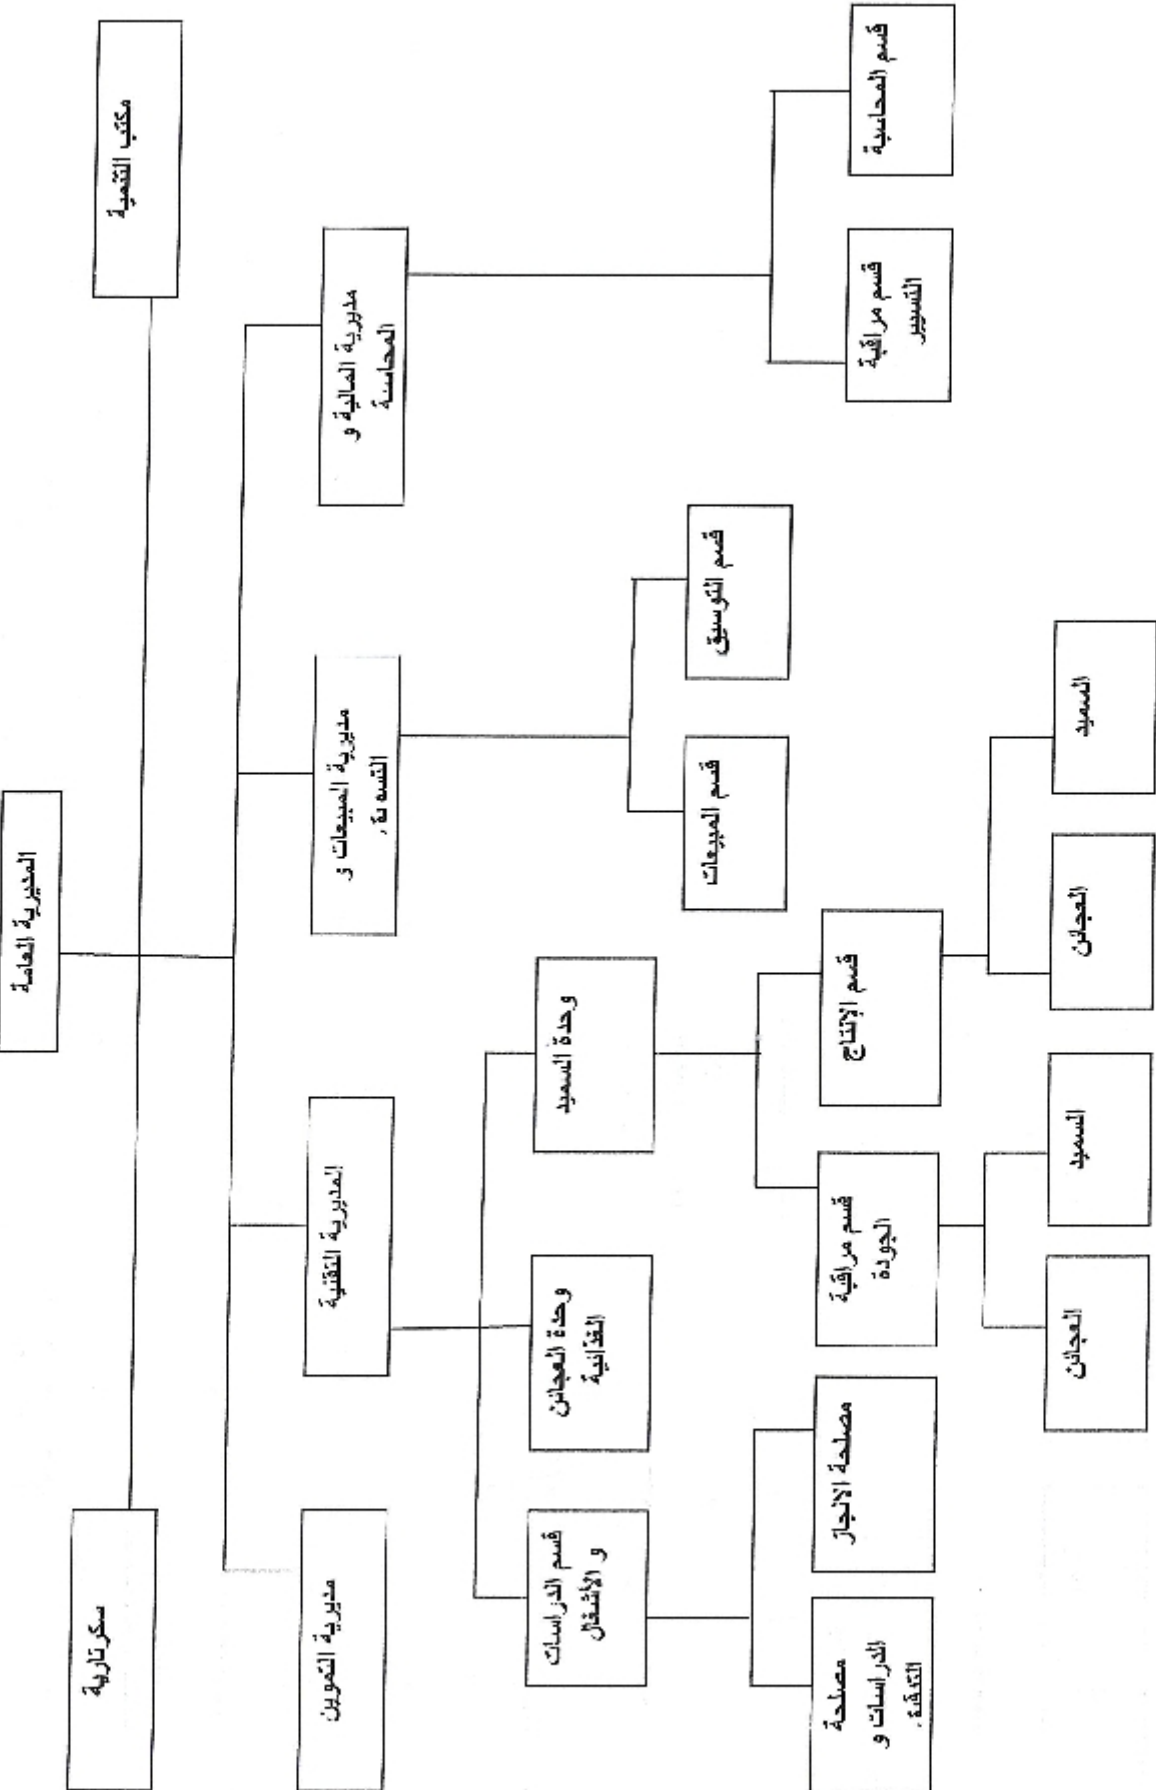 المديرية العامة
مكتب التنمية
سكرتارية
مديرية المالية و
المحاسبة
مديرية المبيعات و
المديرية التقنية
مديرية التموين
قسم المحاسبة
قسم مراقبة
التسيير
قسم التوسيق
قسم المبيعات
وحدة السميد
وحدة العجائن
الغذائية
قسم الدراسات
و الأشغال
قسم الإنتاج
قسم مراقبة
الجودة
مصلحة الانجاز
مصلحة
الدراسات و
السميد
العجائن
السميد
العجائن